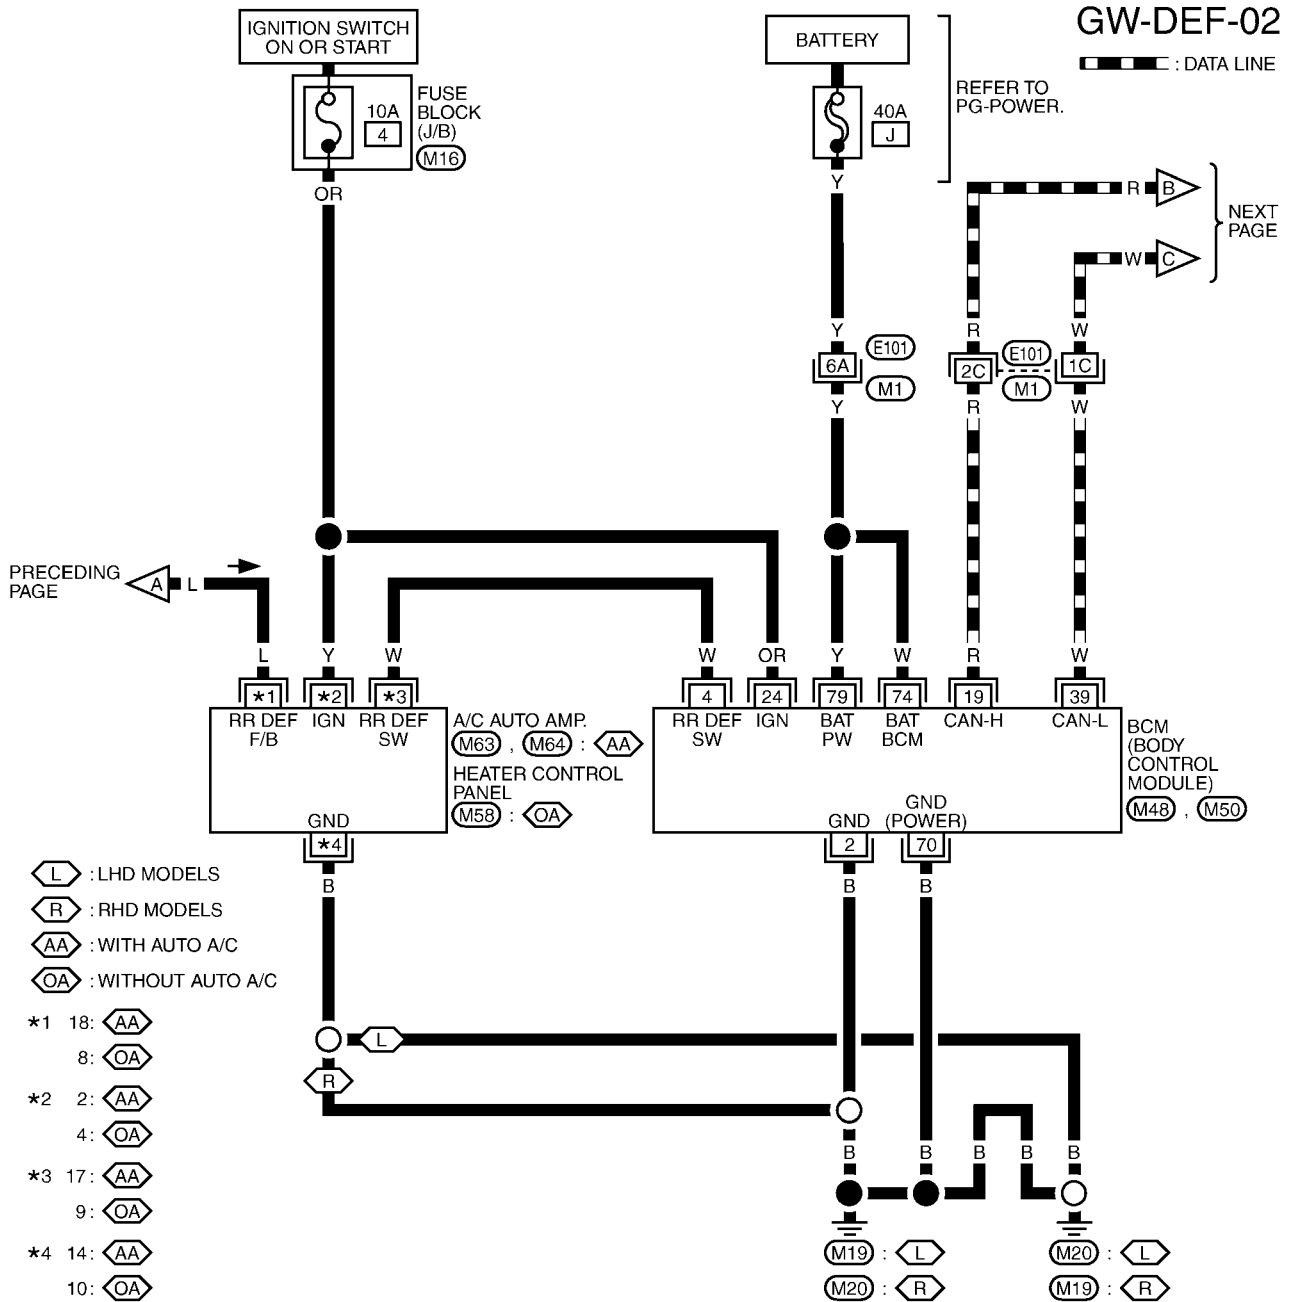 GW-DEF-02
: DATA LINE
IGNITION SWITCH
ON OR START
BATTERY
REFER TO
PG-POWER.
FUSE
BLOCK
(J/B)
M16
10A
4
40A
J
OR
Y
R
B
W
C
NEXT
PAGE
Y
E101
6A
M1
Y
R
W
2C
E101
M1
1C
R
W
PRECEDING
PAGE
A
L
L
Y
W
W
OR
Y
W
R
W
*1
*2
*3
4
24
79
74
19
39
RR DEF
F/B
IGN
RR DEF
SW
A/C AUTO AMP.
M63 , M64 : AA
HEATER CONTROL
PANEL
M58 : OA
RR DEF
SW
IGN
BAT
PW
BAT
BCM
CAN-H
CAN-L
BCM
(BODY
CONTROL
MODULE)
M48 , M50
GND
*4
B
GND
GND
(POWER)
2
70
B
B
L : LHD MODELS
R : RHD MODELS
AA : WITH AUTO A/C
OA : WITHOUT AUTO A/C
*1 18: AA
8: OA
*2 2: AA
4: OA
*3 17: AA
9: OA
*4 14: AA
10: OA
L
R
B
B
B
B
B
M19 : L
M20 : R
M20 : L
M19 : R